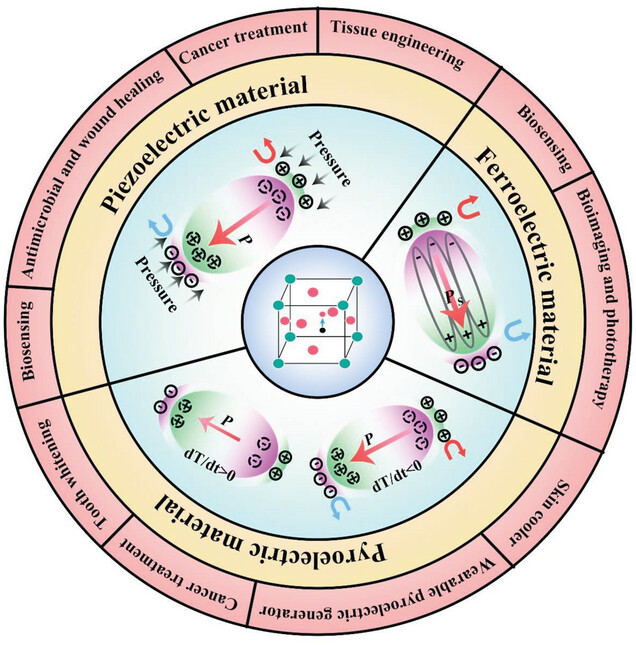 Cancer treatment
Tissue engineering
Antimicrobial and wound healing
Biosensing
Piezoelectric material
Pressure
P
Pressure
Biosensing
Bioimaging and phototherapy
Ferroelectric material
Ps
Tooth whitening
Cancer treatment
Wearable pyroelectric generator
Skin cooler
Pyroelectric material
P
dT/dt>0
P
dT/dt<0